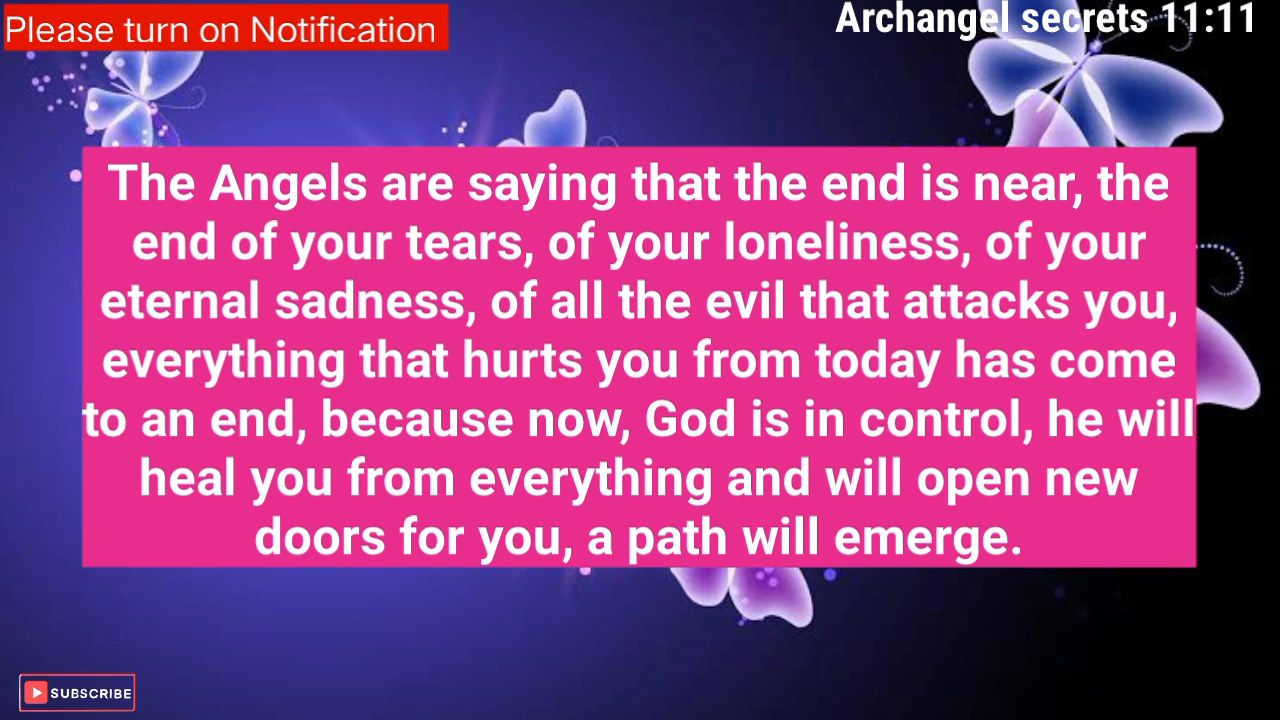 Please turn on Notification
Archangel secrets 11:11
The Angels are saying that the end is near, the
end of your tears, of your loneliness, of your
eternal sadness, of all the evil that attacks you,
everything that hurts you from today has come
to an end, because now, God is in control, he will
heal you from everything and will open new
doors for you, a path will emerge.
SUBSCRIBE